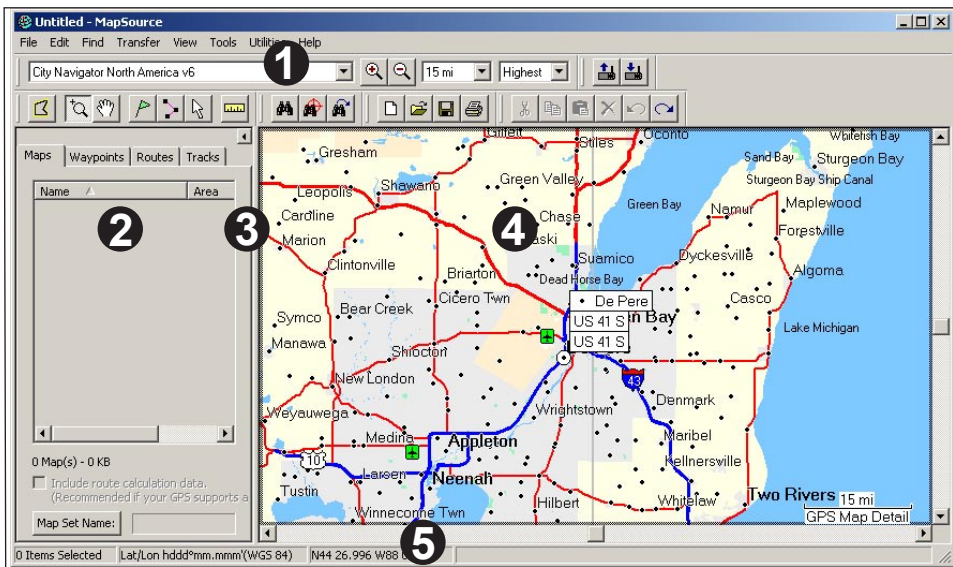 Untitled - MapSource
File Edit Find Transfer View Tools Utilities Help
1
City Navigator North America v6
15 mi
Highest
Maps Waypoints Routes Tracks
Name Area
2
3
4
5
0 Map(s) - 0 KB
Include route calculation data.
(Recommended if your GPS supports a
Map Set Name:
Gresham
Stiles
Oconto
Whitefish Bay
Sand Bay
Sturgeon Bay
Sturgeon Bay Ship Canal
Leopolis
Shawano
Green Valley
Green Bay
Namur
Maplewood
Cardline
Chase
Forestville
Marion
Suamico
Dyckesville
Clintonville
Briarton
Dead Horse Bay
Algoma
Cicero Twn
De Pere
Casco
Bear Creek
US 41 S
Bay
Symco
US 41 S
Lake Michigan
Manawa
Shiocton
New London
43
Denmark
Weyauwega
Wrightstown
Medina
Appleton
Maribel
10
Kellnersville
Larsen
Neenah
Tustin
Hilbert
Whitelaw
Two Rivers
15 mi
Winneconne Twn
GPS Map Detail
0 Items Selected
Lat/Lon hddd°mm.mmm'(WGS 84)
N44 26.996 W88